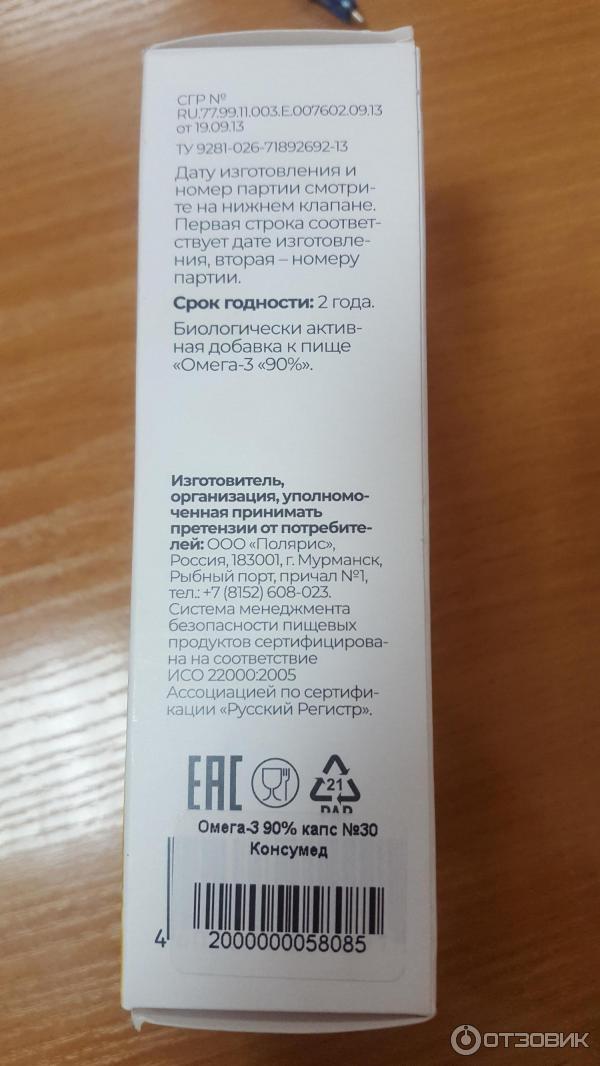 СГР №
RU.77.99.11.003.Е.007602.09.13
от 19.09.13
ТУ 9281-026-71892692-13
Дату изготовления и
номер партии смотри-
те на нижнем клапане.
Первая строка соответ-
ствует дате изготовле-
ния, вторая – номеру
партии.
Срок годности: 2 года.
Биологически актив-
ная добавка к пище
«Омега-3 «90%».
Изготовитель,
организация, уполномо-
ченная принимать
претензии от потребите-
лей: ООО «Полярис»,
Россия, 183001, г. Мурманск,
Рыбный порт, причал №1,
тел.: +7 (8152) 608-023.
Система менеджмента
безопасности пищевых
продуктов сертифицирова-
на на соответствие
ИСО 22000:2005
Ассоциацией по сертифи-
кации «Русский Регистр».
EAC
21
PAP
Омега-3 90% капс №30
Консумед
4
2000000058085
ОТЗОВИК